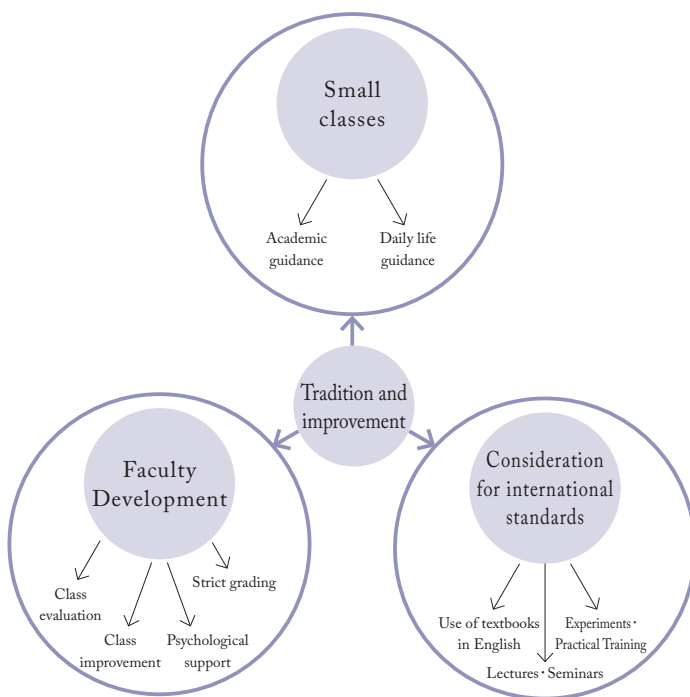 Small
classes
Academic
guidance
Daily life
guidance
Tradition and
improvement
Faculty
Development
Class
evaluation
Class
improvement
Psychological
support
Strict grading
Consideration
for international
standards
Use of textbooks
in English
Lectures・Seminars
Experiments・
Practical Training